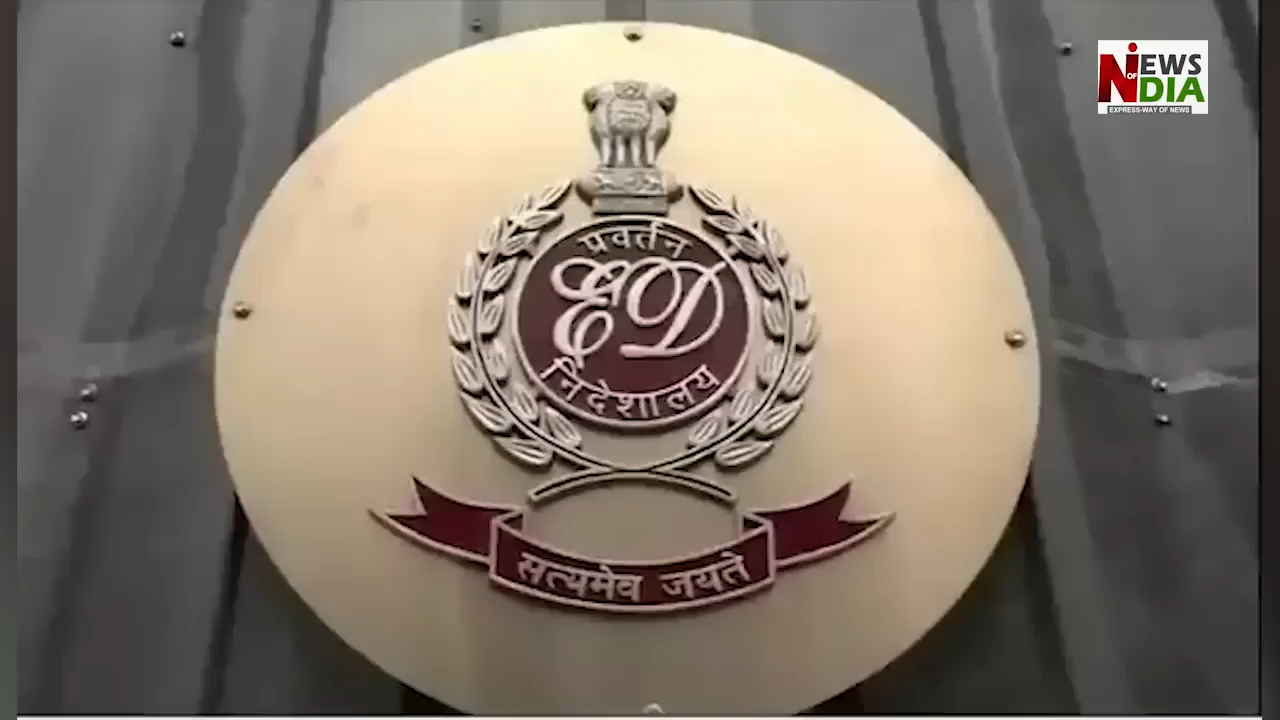 प्रवर्तन
ED
निदेशालय
सत्यमेव जयते
NEWS
OF
INDIA
EXPRESS-WAY OF NEWS